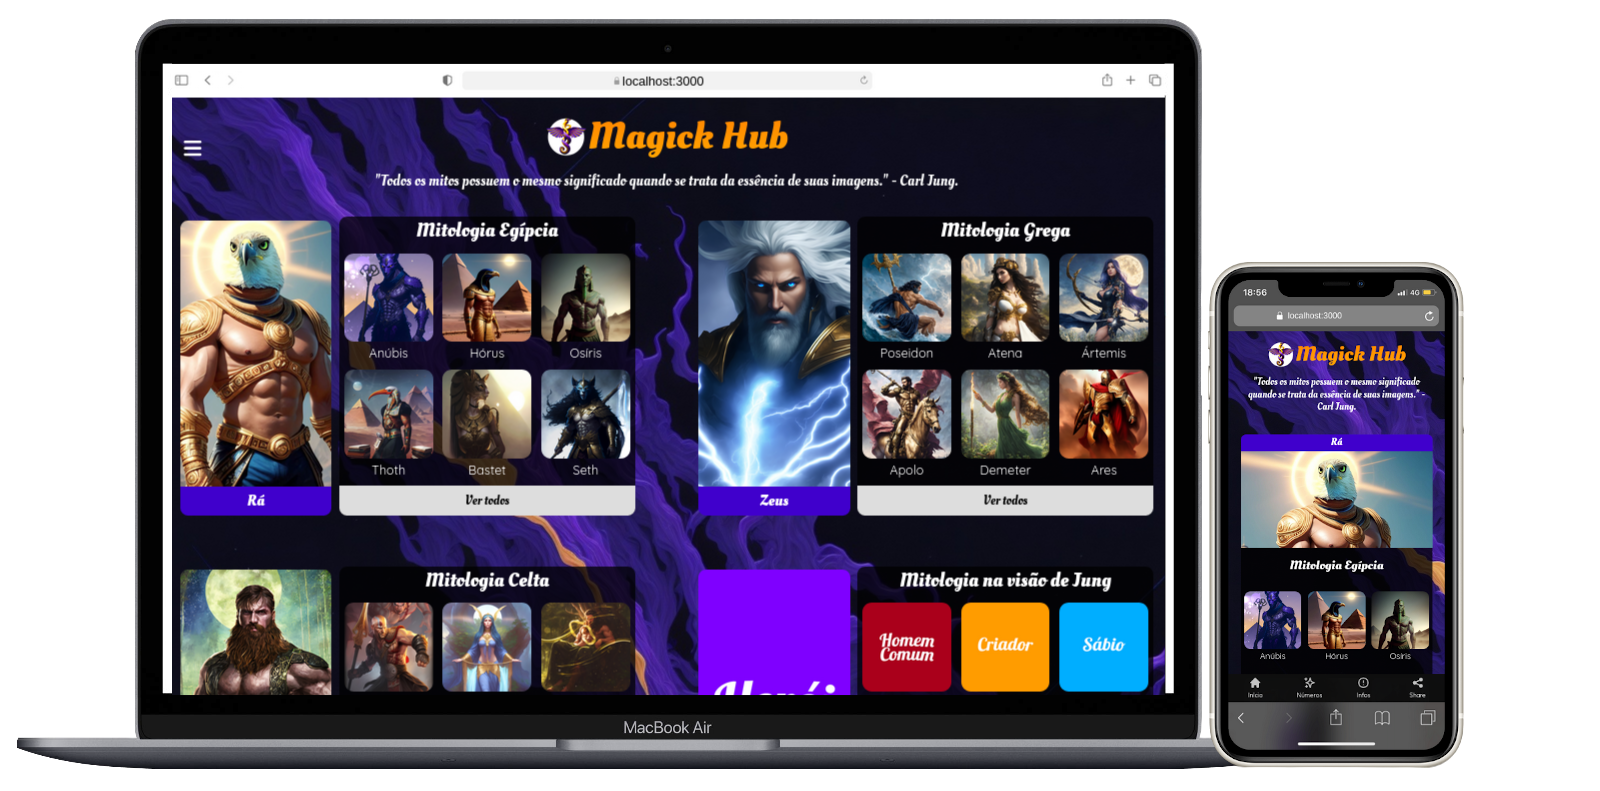 localhost:3000
Magick Hub
"Todos os mitos possuem o mesmo significado quando se trata da essência de suas imagens." - Carl Jung.
Mitologia Egípcia
Anúbis Hórus Osíris
Thoth Bastet Seth
Rá
Ver todos
Mitologia Grega
Poseidon Atena Ártemis
Apolo Demeter Ares
Zeus
Ver todos
Mitologia Celta
Mitologia na visão de Jung
Homem
Comum
Criador
Sábio
Herói
MacBook Air
18:56
4G
localhost:3000
Magick Hub
"Todos os mitos possuem o mesmo significado
quando se trata da essência de suas imagens." -
Carl Jung.
Rá
Mitologia Egípcia
Anúbis Hórus Osíris
Início Números Infos Share